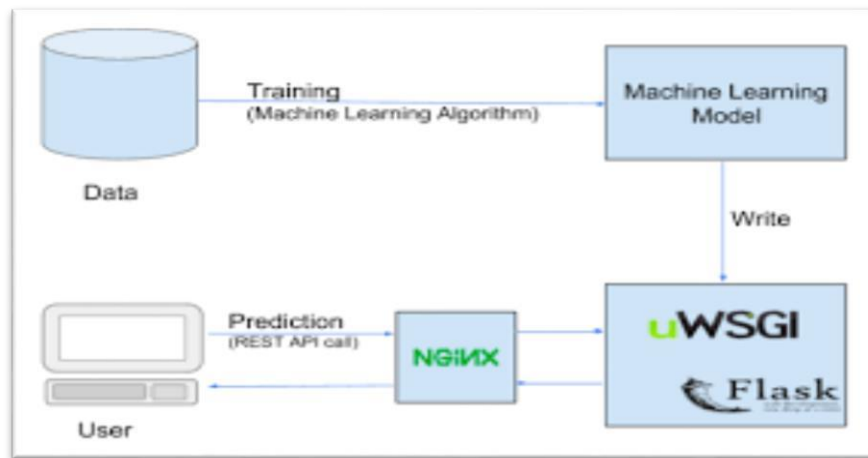 Training
(Machine Learning Algorithm)
Machine Learning
Model
Data
Write
Prediction
(REST API call)
NGINX
uWSGI
Flask
User